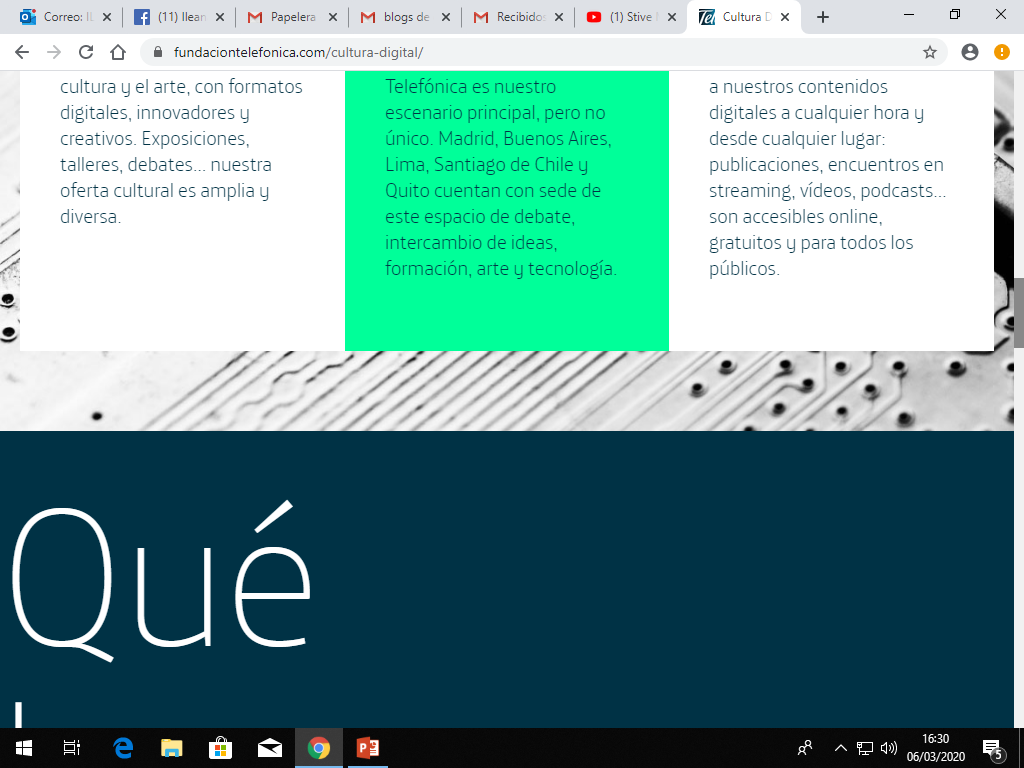 Correo: IL
(11) Ilean
Papelera
blogs de
Recibidos
(1) Stive
Cultura D
fundaciontelefonica.com/cultura-digital/
cultura y el arte, con formatos
digitales, innovadores y
creativos. Exposiciones,
talleres, debates... nuestra
oferta cultural es amplia y
diversa.
Telefónica es nuestro
escenario principal, pero no
único. Madrid, Buenos Aires,
Lima, Santiago de Chile y
Quito cuentan con sede de
este espacio de debate,
intercambio de ideas,
formación, arte y tecnología.
a nuestros contenidos
digitales a cualquier hora y
desde cualquier lugar:
publicaciones, encuentros en
streaming, vídeos, podcasts...
son accesibles online,
gratuitos y para todos los
públicos.
Qué
16:30
06/03/2020
5